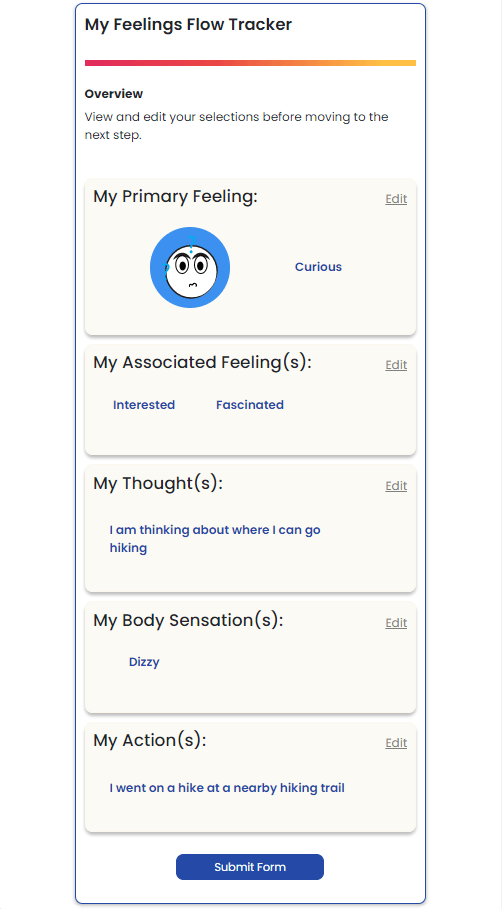 My Feelings Flow Tracker
Overview
View and edit your selections before moving to the
next step.
My Primary Feeling:
Edit
Curious
My Associated Feeling(s):
Edit
Interested
Fascinated
My Thought(s):
Edit
I am thinking about where I can go
hiking
My Body Sensation(s):
Edit
Dizzy
My Action(s):
Edit
I went on a hike at a nearby hiking trail
Submit Form